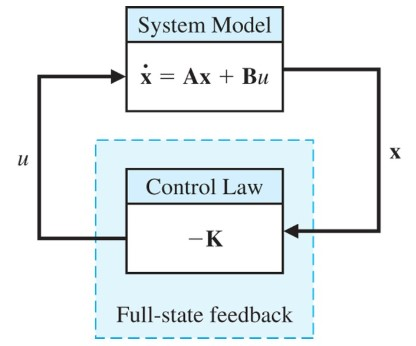 System Model
ẋ = Ax + Bu
u
x
Control Law
−K
Full-state feedback